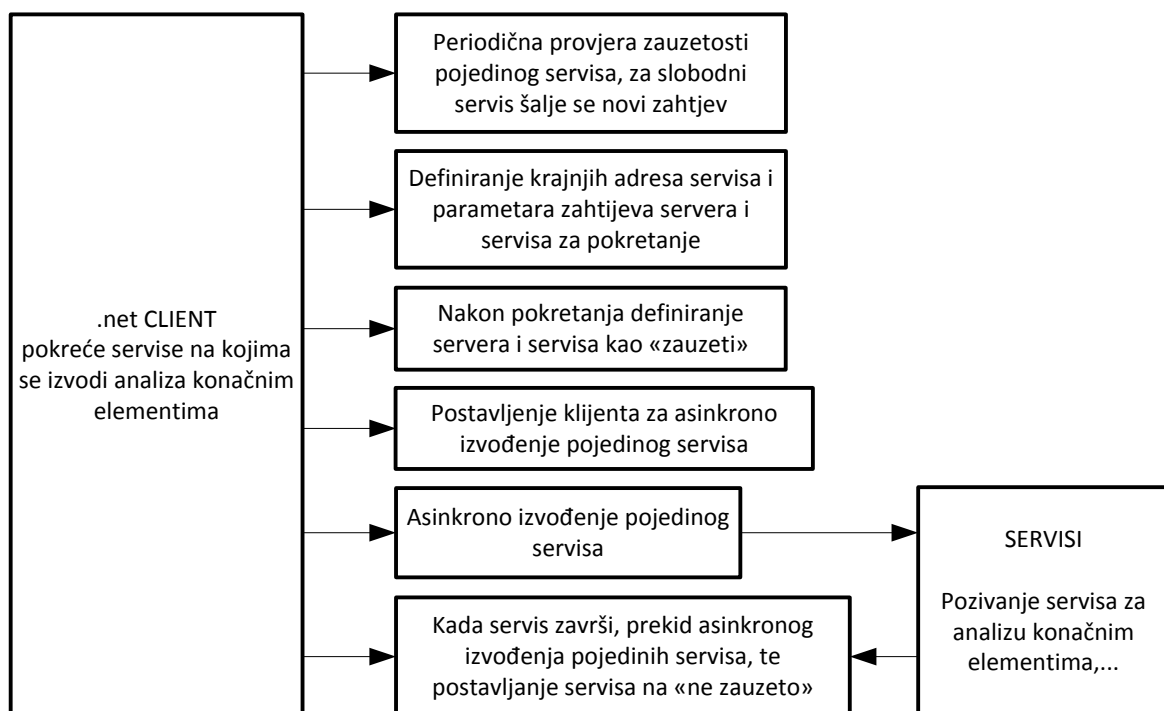 .net CLIENT
pokreće servise na kojima
se izvodi analiza konačnim
elementima
Periodična provjera zauzetosti
pojedinog servisa, za slobodni
servis šalje se novi zahtjev
Definiranje krajnjih adresa servisa i
parametara zahtijeva servera i
servisa za pokretanje
Nakon pokretanja definiranje
servera i servisa kao «zauzeti»
Postavljenje klijenta za asinkrono
izvođenje pojedinog servisa
Asinkrono izvođenje pojedinog
servisa
Kada servis završi, prekid asinkronog
izvođenja pojedinih servisa, te
postavljanje servisa na «ne zauzeto»
SERVISI
Pozivanje servisa za
analizu konačnim
elementima,...